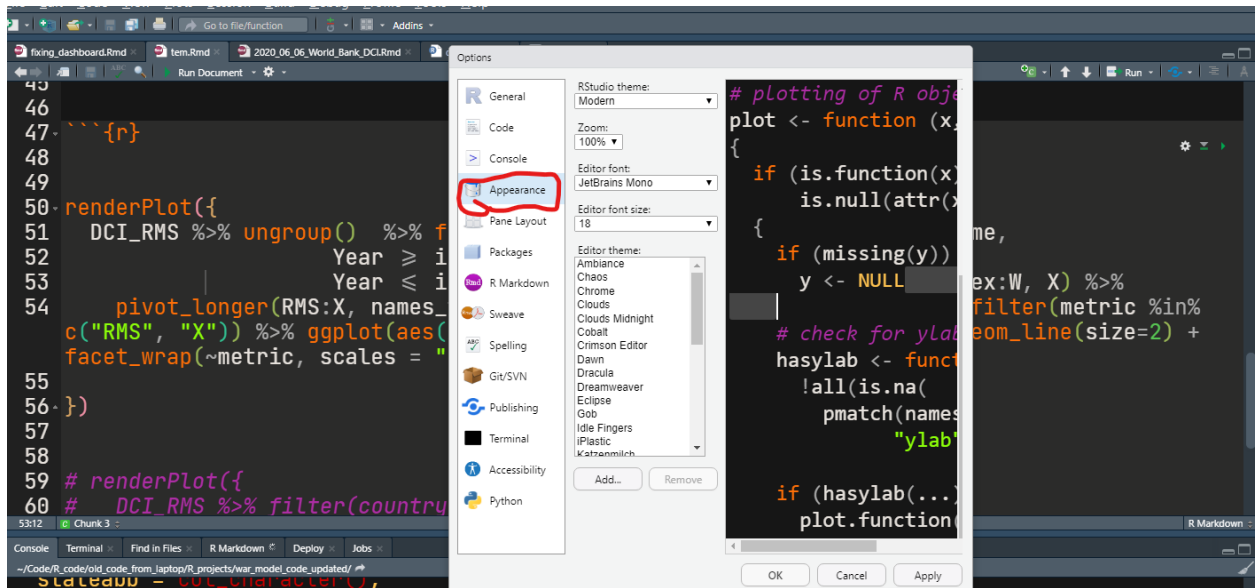 Go to file/function
Addins
fixing_dashboard.Rmd
tem.Rmd
2020_06_06_World_Bank_DCI.Rmd
Run Document
Run
46
47 ```{r}
48
49
50 renderPlot({
51 DCI_RMS %>% ungroup() %>% f
52 Year ⩾ i
53 Year ⩽ i
54 pivot_longer(RMS:X, names_
c("RMS", "X")) %>% ggplot(aes(
facet_wrap(~metric, scales = "
55
56 })
57
58
59 # renderPlot({
60 # DCI_RMS %>% filter(country
me,
ex:W, X) %>%
filter(metric %in%
eom_line(size=2) +
53:12
Chunk 3
R Markdown
Options
General
Code
Console
Appearance
Pane Layout
Packages
R Markdown
Sweave
Spelling
Git/SVN
Publishing
Terminal
Accessibility
Python
RStudio theme:
Modern
Zoom:
100%
Editor font:
JetBrains Mono
Editor font size:
18
Editor theme:
Ambiance
Chaos
Chrome
Clouds
Clouds Midnight
Cobalt
Crimson Editor
Dawn
Dracula
Dreamweaver
Eclipse
Gob
Idle Fingers
iPlastic
Katzenmilch
Add...
Remove
# plotting of R obje
plot <- function (x,
{
if (is.function(x)
is.null(attr(x
{
if (missing(y))
y <- NULL
# check for ylab
hasylab <- funct
!all(is.na(
pmatch(names
"ylab"
if (hasylab(...)
plot.function(
OK
Cancel
Apply
Console
Terminal
Find in Files
R Markdown
Deploy
Jobs
~/Code/R_code/old_code_from_laptop/R_projects/war_model_code_updated/
stateabb = col_character(),